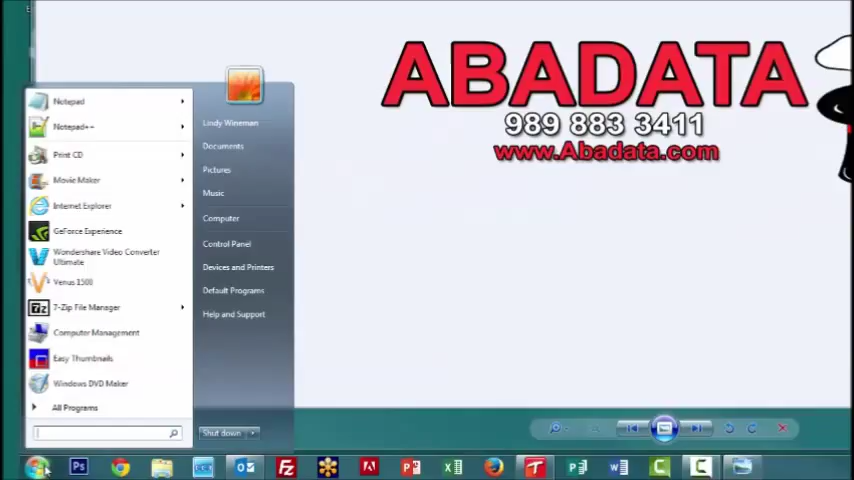 ABADATA
989 883 3411
www.Abadata.com
Notepad
Notepad++
Print CD
Movie Maker
Internet Explorer
GeForce Experience
Wondershare Video Converter
Ultimate
Venus 1500
7-Zip File Manager
Computer Management
Easy Thumbnails
Windows DVD Maker
All Programs
Lindy Wineman
Documents
Pictures
Music
Computer
Control Panel
Devices and Printers
Default Programs
Help and Support
Shut down
Ps